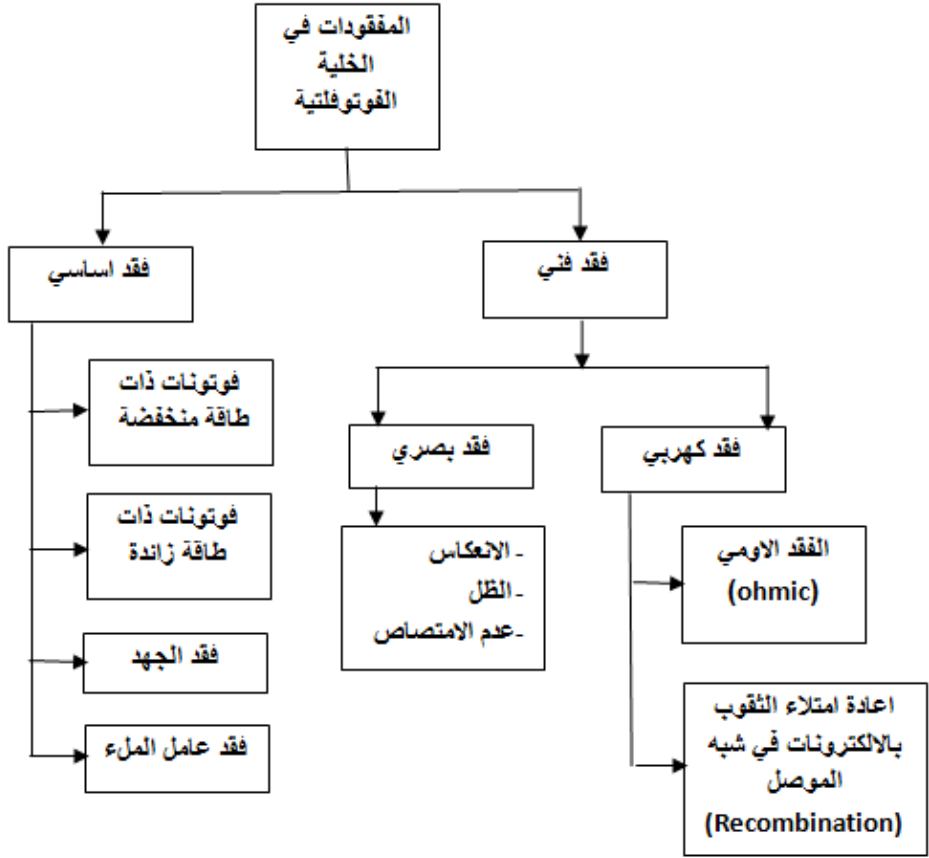 المفقودات في
الخلية
الفوتوفلتية
فقد فني
فقد اساسي
فقد كهربي
فقد بصري
الفقد الاومي
(ohmic)
اعادة امتلاء الثقوب
بالالكترونات في شبه
الموصل
(Recombination)
- الانعكاس
- الظل
-عدم الامتصاص
فوتونات ذات
طاقة منخفضة
فوتونات ذات
طاقة زائدة
فقد الجهد
فقد عامل الملء